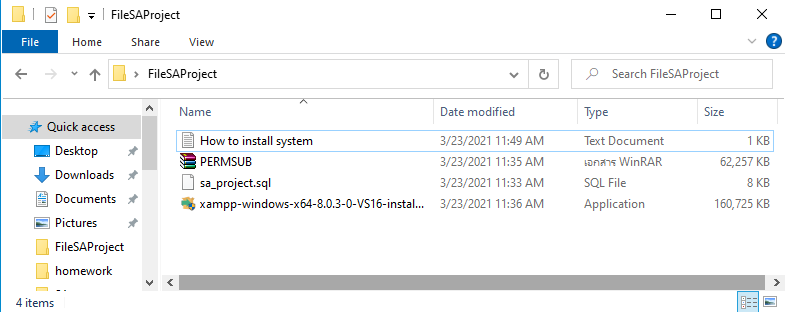 FileSAProject
File Home Share View
FileSAProject Search FileSAProject
Name Date modified Type Size
Quick access
Desktop
Downloads
Documents
Pictures
FileSAProject
homework
How to install system 3/23/2021 11:49 AM Text Document 1 KB
PERMSUB 3/23/2021 11:35 AM เอกสาร WinRAR 62,257 KB
sa_project.sql 3/23/2021 11:33 AM SQL File 8 KB
xampp-windows-x64-8.0.3-0-VS16-instal... 3/23/2021 11:36 AM Application 160,725 KB
4 items